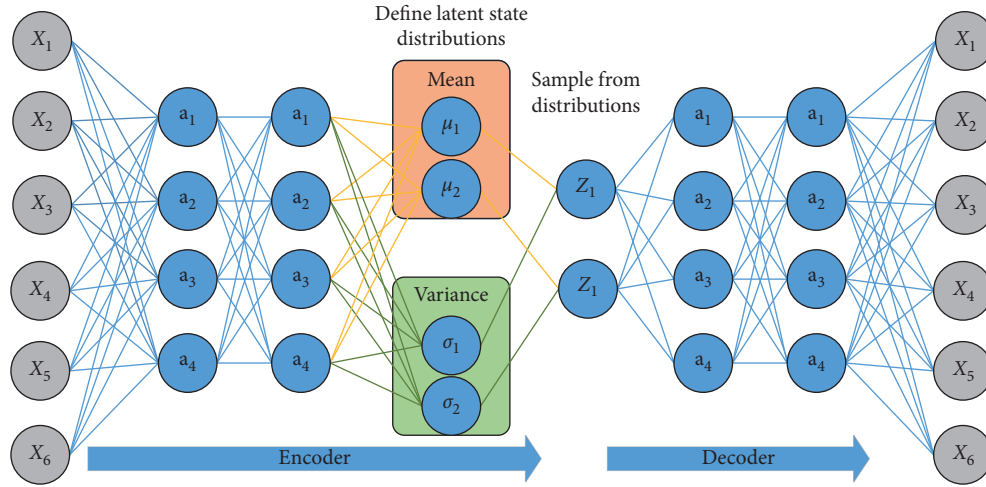 Define latent state
distributions
Sample from
distributions
X1
X2
X3
X4
X5
X6
a1
a2
a3
a4
a1
a2
a3
a4
Mean
μ1
μ2
Variance
σ1
σ2
Z1
Z1
a1
a2
a3
a4
a1
a2
a3
a4
X1
X2
X3
X4
X5
X6
Encoder
Decoder